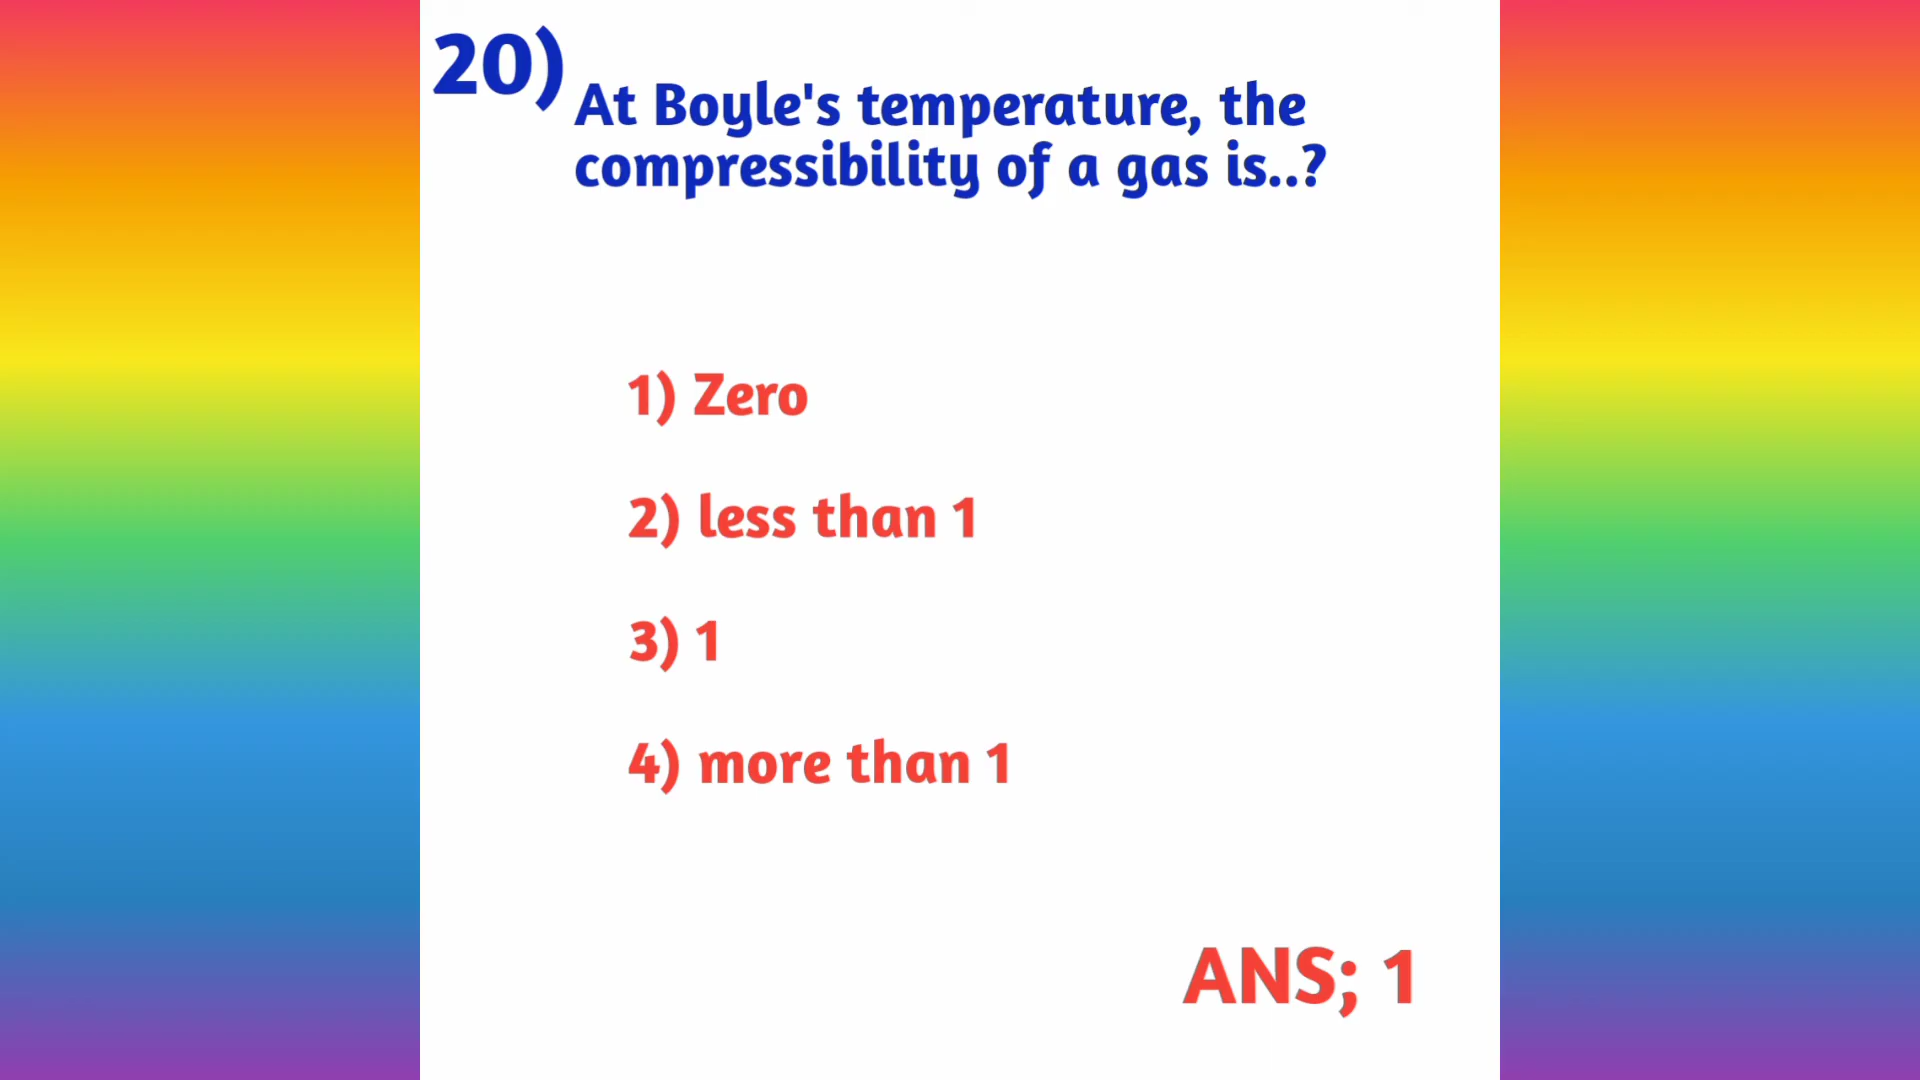 20)
At Boyle's temperature, the
compressibility of a gas is..?
1) Zero
2) less than 1
3) 1
4) more than 1
ANS; 1